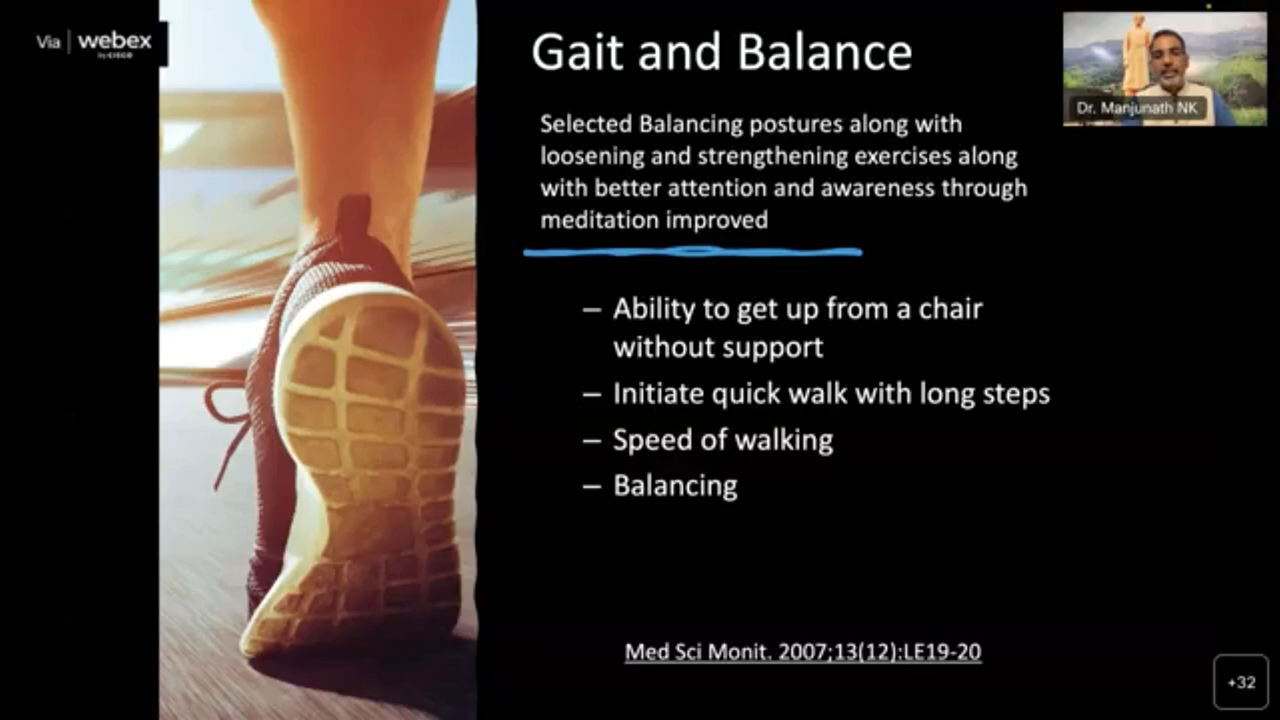 Via | webex
by CISCO
Gait and Balance
Dr. Manjunath NK
Selected Balancing postures along with
loosening and strengthening exercises along
with better attention and awareness through
meditation improved
– Ability to get up from a chair
without support
– Initiate quick walk with long steps
– Speed of walking
– Balancing
Med Sci Monit. 2007;13(12):LE19-20
+32